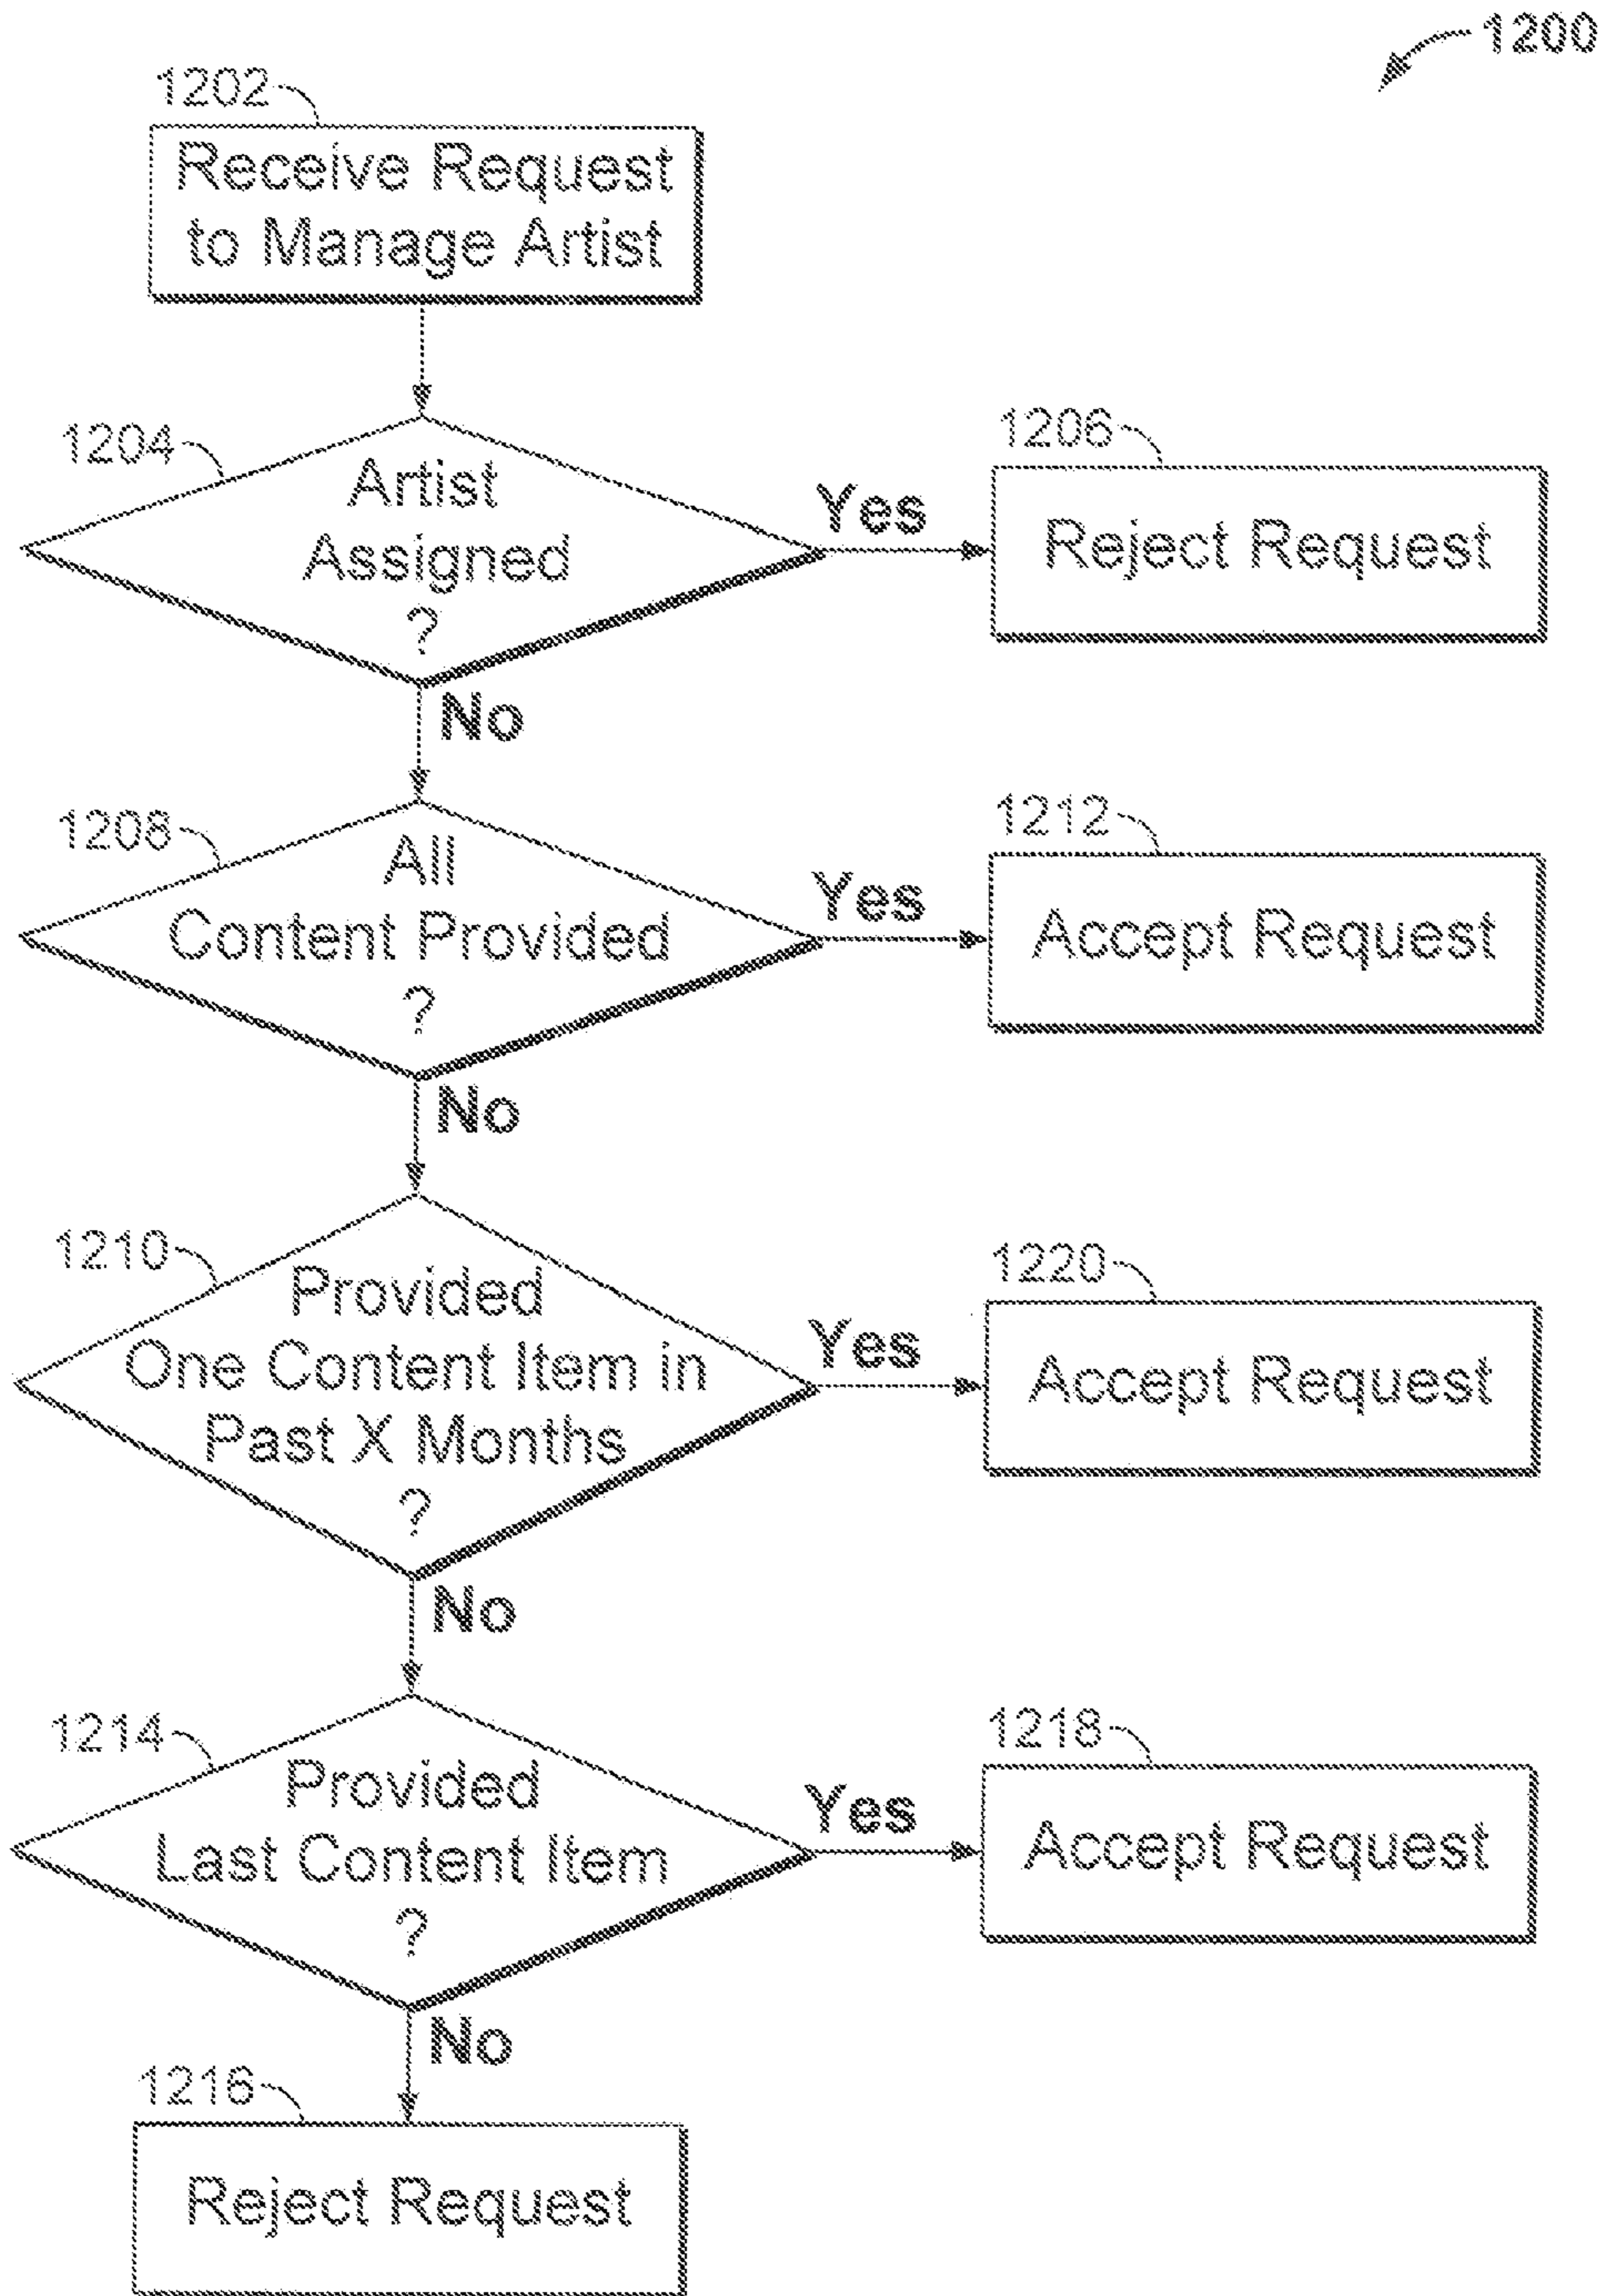 1200
1202
Receive Request
to Manage Artist
1204
Artist
Assigned
?
Yes
1206
Reject Request
No
1208
All
Content Provided
?
Yes
1212
Accept Request
No
1210
Provided
One Content Item in
Past X Months
?
Yes
1220
Accept Request
No
1214
Provided
Last Content Item
?
Yes
1218
Accept Request
No
1216
Reject Request